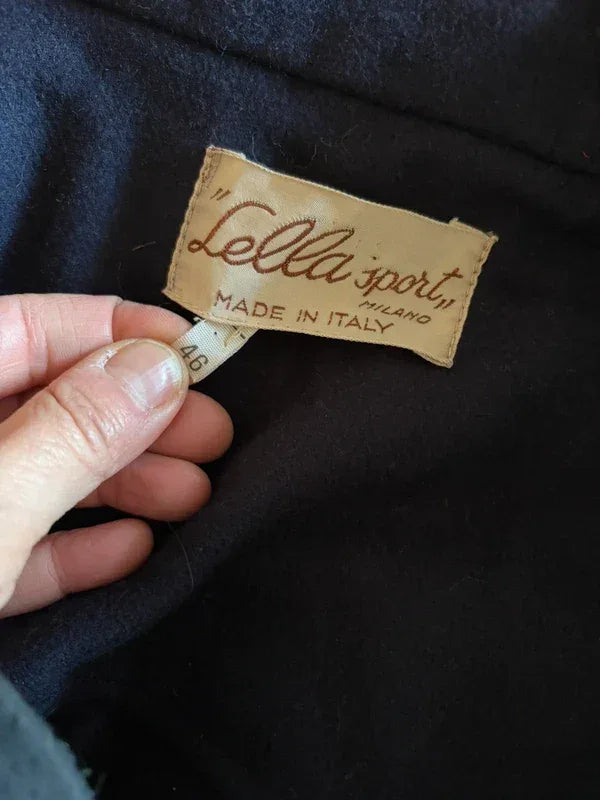 "Lella sport"
MILANO
MADE IN ITALY
46